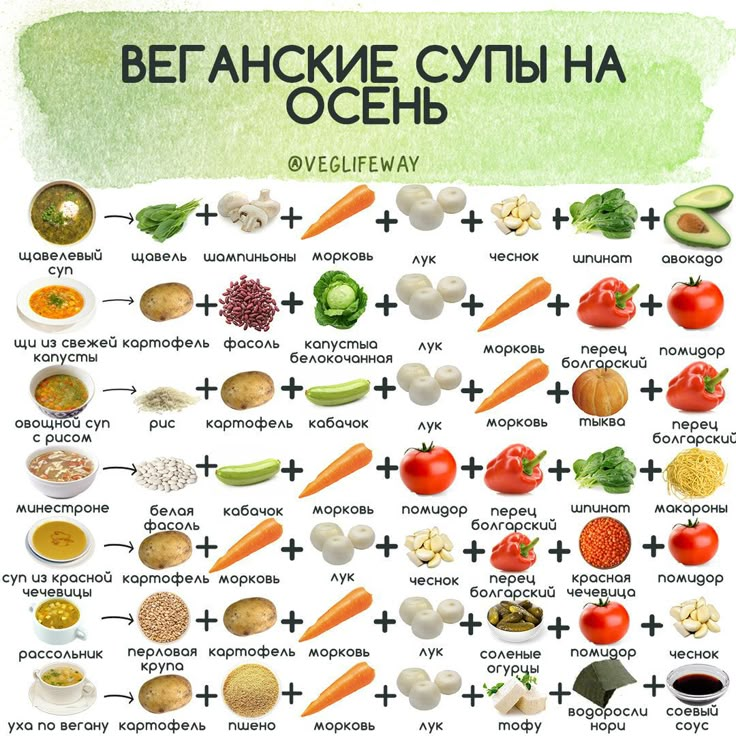 ВЕГАНСКИЕ СУПЫ НА
ОСЕНЬ
@VEGLIFEWAY
щавелевый суп
щавель
шампиньоны
морковь
лук
чеснок
шпинат
авокадо
щи из свежей капусты
картофель
фасоль
капустыа белокочанная
лук
морковь
перец болгарский
помидор
овощной суп с рисом
рис
картофель
кабачок
лук
морковь
тыква
перец болгарский
минестроне
белая фасоль
кабачок
морковь
помидор
перец болгарский
шпинат
макароны
суп из красной чечевицы
картофель
морковь
лук
чеснок
перец болгарский
красная чечевица
помидор
рассольник
перловая крупа
картофель
морковь
лук
соленые огурцы
помидор
чеснок
уха по вегану
картофель
пшено
морковь
лук
тофу
водоросли нори
соевый соус